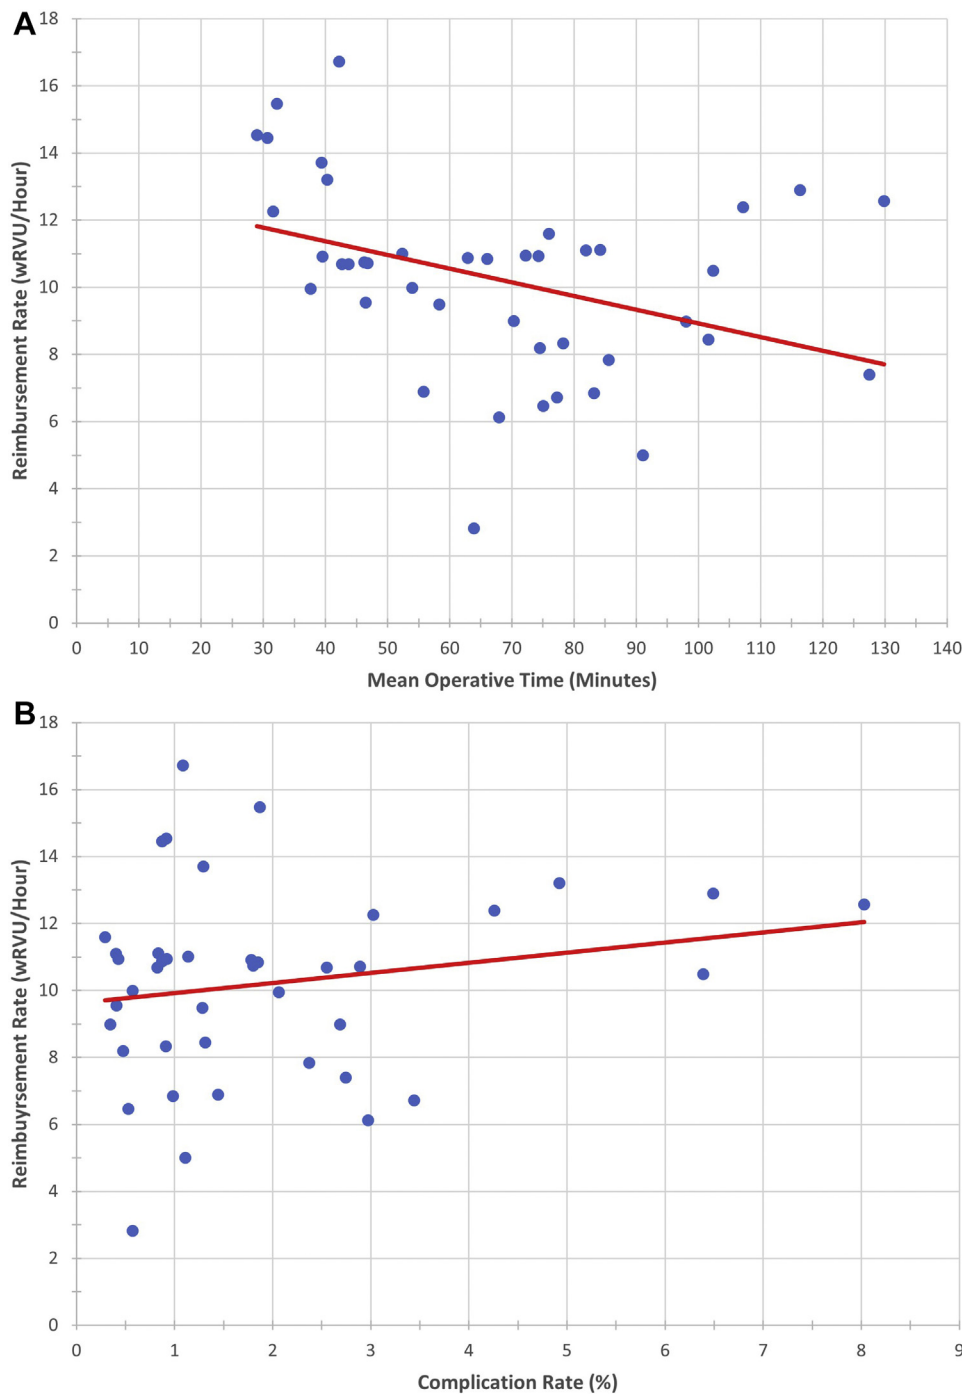 A
18
16
14
12
10
8
6
4
2
0
Reimbursement Rate (wRVU/Hour)
0 10 20 30 40 50 60 70 80 90 100 110 120 130 140
Mean Operative Time (Minutes)
B
18
16
14
12
10
8
6
4
2
0
Reimbuyrsement Rate (wRVU/Hour)
0 1 2 3 4 5 6 7 8 9
Complication Rate (%)